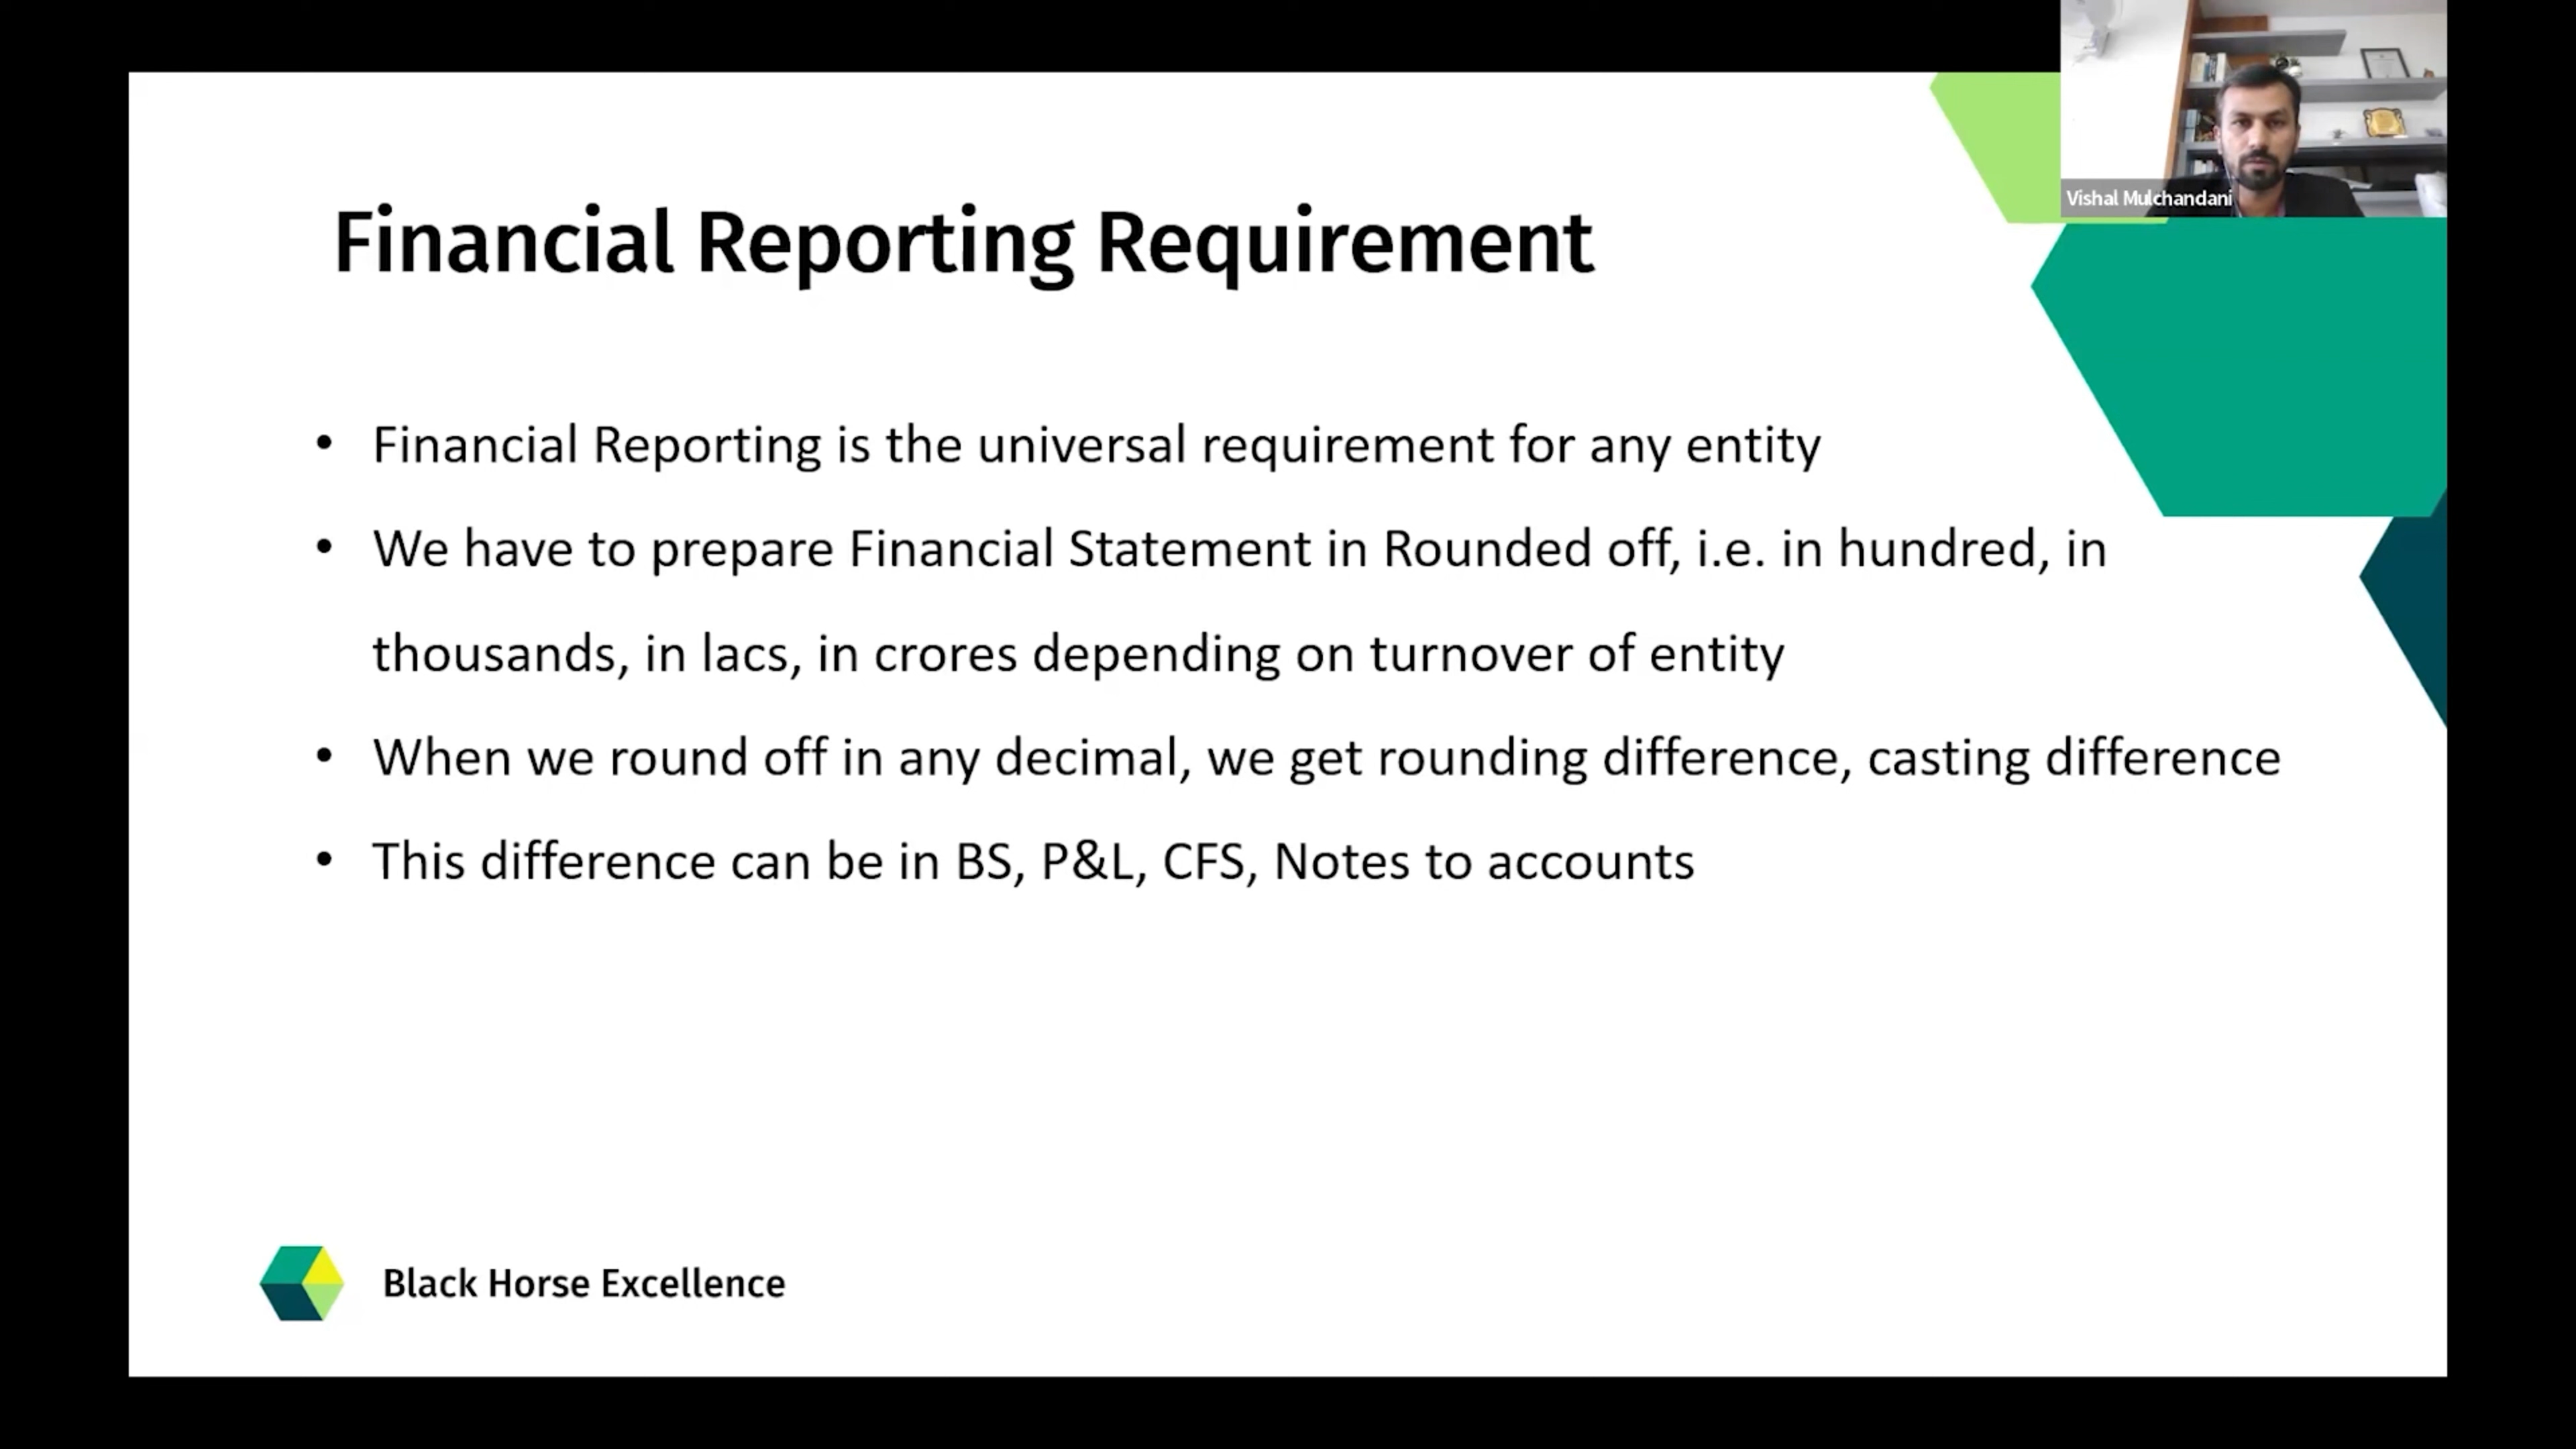 Vishal Mulchandani
Financial Reporting Requirement
• Financial Reporting is the universal requirement for any entity
• We have to prepare Financial Statement in Rounded off, i.e. in hundred, in
thousands, in lacs, in crores depending on turnover of entity
• When we round off in any decimal, we get rounding difference, casting difference
• This difference can be in BS, P&L, CFS, Notes to accounts
Black Horse Excellence